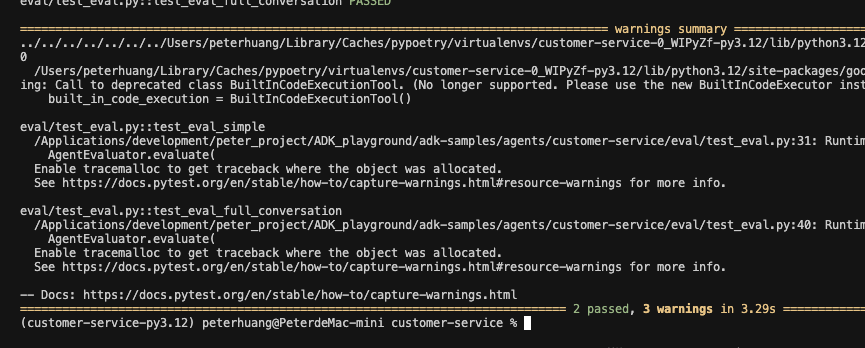 eval/test_eval.py::test_eval_full_conversation PASSED
warnings summary
../../../../../../../Users/peterhuang/Library/Caches/pypoetry/virtualenvs/customer-service-0_WIPyZf-py3.12/lib/python3.12
0
/Users/peterhuang/Library/Caches/pypoetry/virtualenvs/customer-service-0_WIPyZf-py3.12/lib/python3.12/site-packages/goo
ing: Call to deprecated class BuiltInCodeExecutionTool. (No longer supported. Please use the new BuiltInCodeExecutor inst
built_in_code_execution = BuiltInCodeExecutionTool()
eval/test_eval.py::test_eval_simple
/Applications/development/peter_project/ADK_playground/adk-samples/agents/customer-service/eval/test_eval.py:31: Runtim
AgentEvaluator.evaluate(
Enable tracemalloc to get traceback where the object was allocated.
See https://docs.pytest.org/en/stable/how-to/capture-warnings.html#resource-warnings for more info.
eval/test_eval.py::test_eval_full_conversation
/Applications/development/peter_project/ADK_playground/adk-samples/agents/customer-service/eval/test_eval.py:40: Runtim
AgentEvaluator.evaluate(
Enable tracemalloc to get traceback where the object was allocated.
See https://docs.pytest.org/en/stable/how-to/capture-warnings.html#resource-warnings for more info.
-- Docs: https://docs.pytest.org/en/stable/how-to/capture-warnings.html
2 passed, 3 warnings in 3.29s
(customer-service-py3.12) peterhuang@PeterdeMac-mini customer-service %